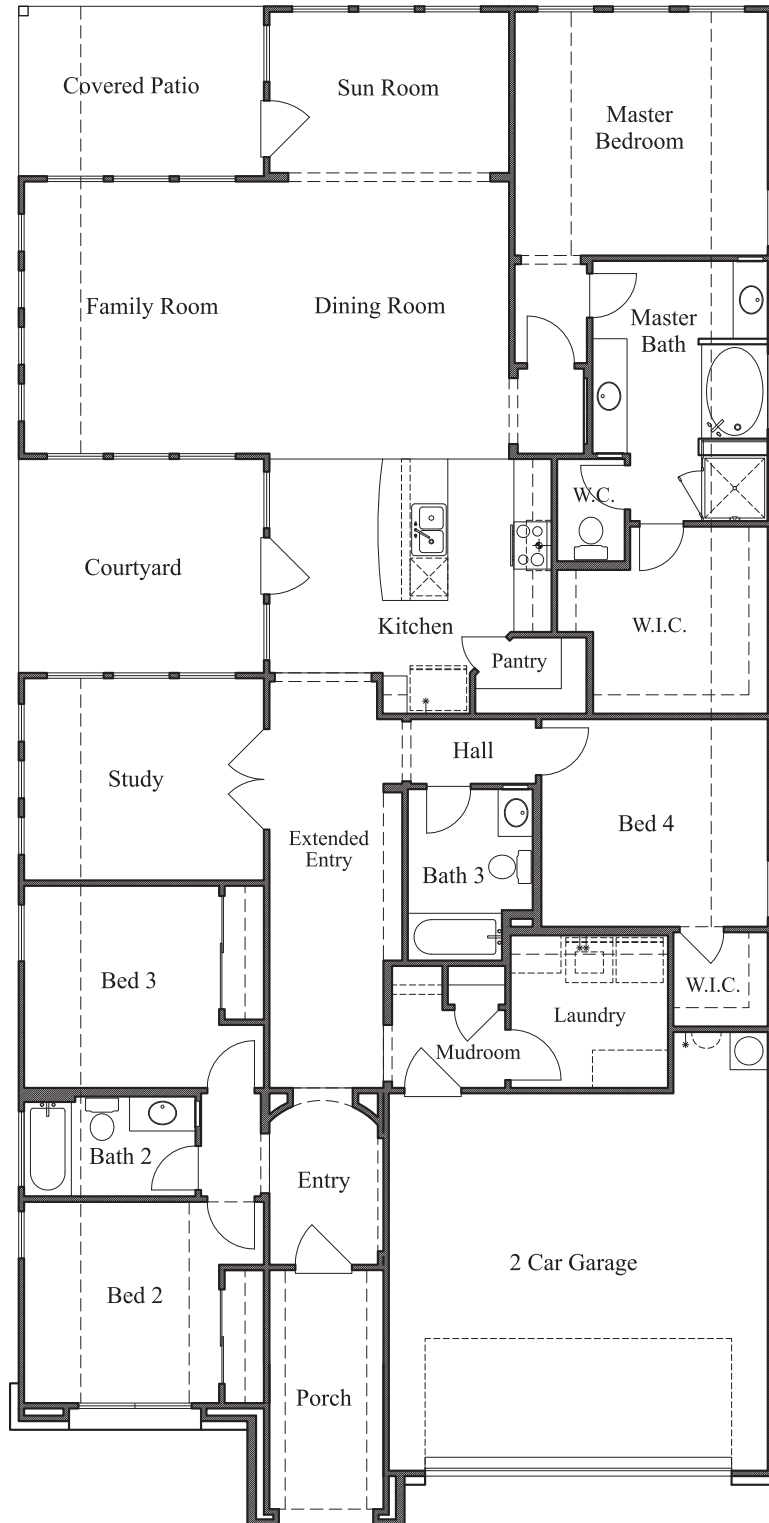 Covered Patio
Sun Room
Master
Bedroom
Family Room
Dining Room
Master
Bath
W.C.
Courtyard
Kitchen
W.I.C.
Pantry
Hall
Study
Extended
Entry
Bed 4
Bath 3
Bed 3
W.I.C.
Laundry
Mudroom
Bath 2
Entry
2 Car Garage
Bed 2
Porch